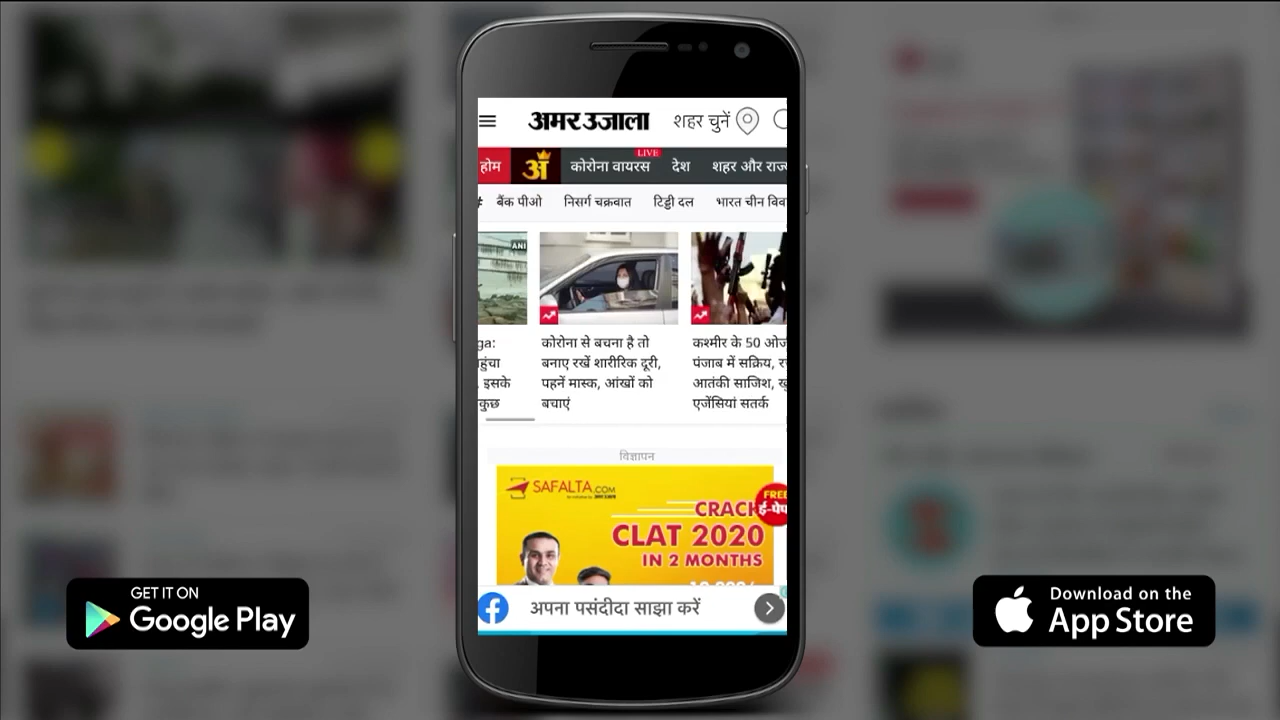 अमर उजाला
शहर चुनें
LIVE
होम
अ
कोरोना वायरस
देश
शहर और राज्
# बैंक पीओ
निसर्ग चक्रवात
टिड्डी दल
भारत चीन विवा
ANI
ga:
हुंचा
इसके
कुछ
कोरोना से बचना है तो
बनाए रखें शारीरिक दूरी,
पहनें मास्क, आंखों को
बचाएं
कश्मीर के 50 ओज
पंजाब में सक्रिय, र
आतंकी साजिश, खु
एजेंसियां सतर्क
विज्ञापन
SAFALTA.COM
CRACK
CLAT 2020
IN 2 MONTHS
FREE
ई-पेप
अपना पसंदीदा साझा करें
GET IT ON
Google Play
Download on the
App Store